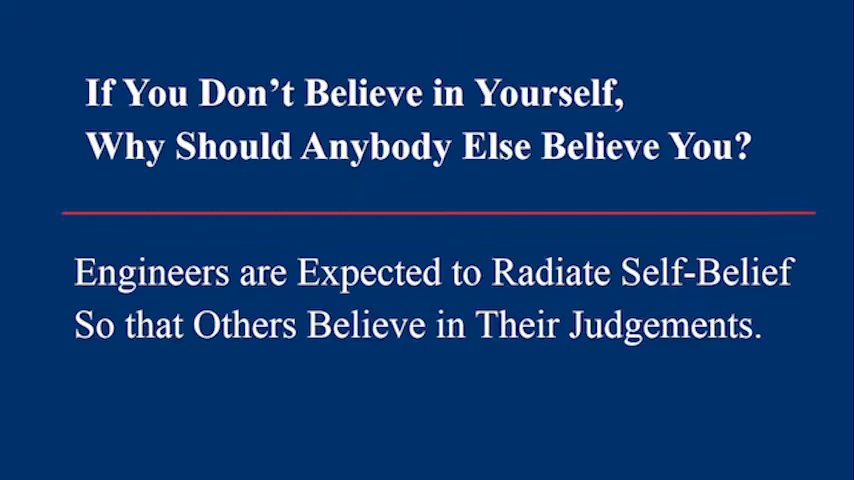 If You Don’t Believe in Yourself,
Why Should Anybody Else Believe You?
Engineers are Expected to Radiate Self-Belief
So that Others Believe in Their Judgements.